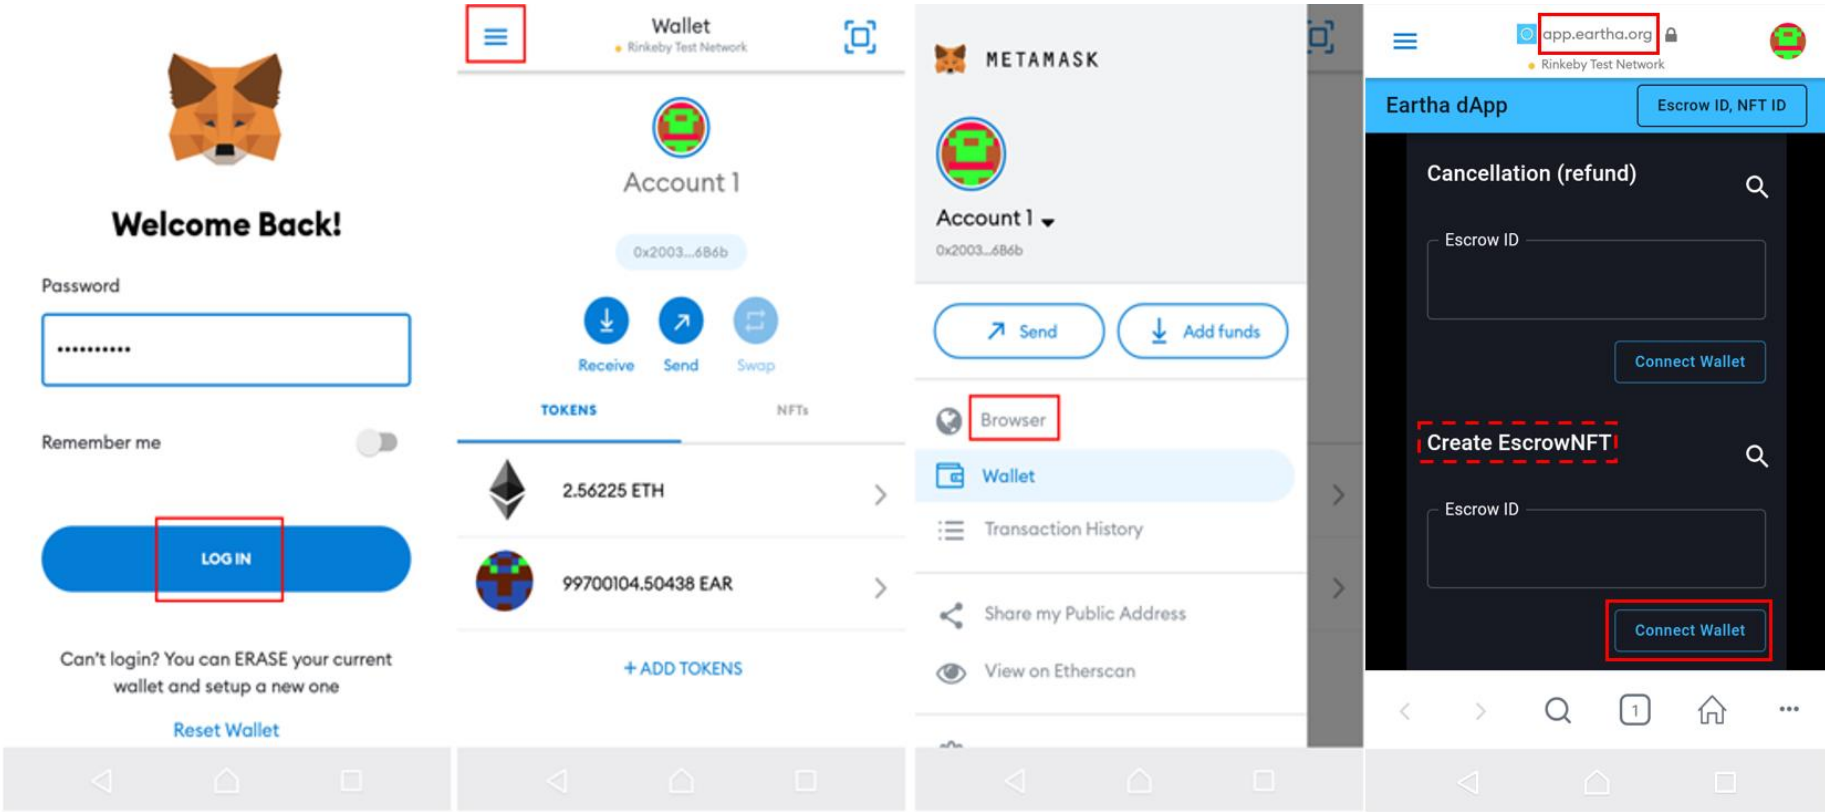 Welcome Back!
Password
••••••••••
Remember me
LOG IN
Can't login? You can ERASE your current
wallet and setup a new one
Reset Wallet
Wallet
Rinkeby Test Network
Account 1
0x2003...6B6b
Receive
Send
Swap
TOKENS
NFTs
2.56225 ETH
99700104.50438 EAR
+ ADD TOKENS
METAMASK
Account 1
0x2003...6B6b
Send
Add funds
Browser
Wallet
Transaction History
Share my Public Address
View on Etherscan
app.eartha.org
Rinkeby Test Network
Eartha dApp
Escrow ID, NFT ID
Cancellation (refund)
Escrow ID
Connect Wallet
Create EscrowNFT
Escrow ID
Connect Wallet
1